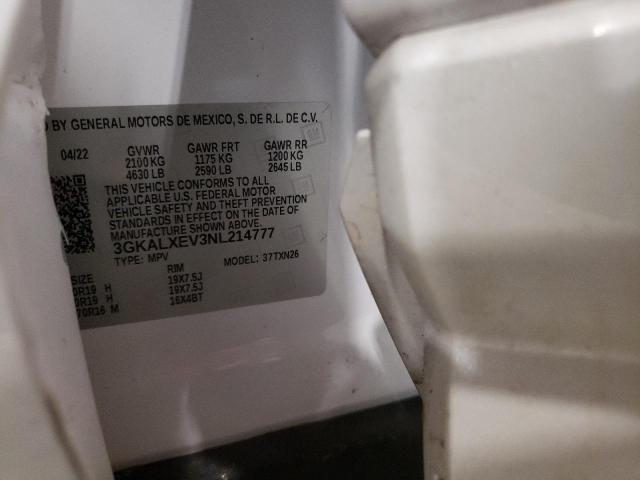 D BY GENERAL MOTORS DE MEXICO, S. DE R.L. DE C.V.
04/22 GVWR GAWR FRT GAWR RR
2100 KG 1175 KG 1200 KG
4630 LB 2590 LB 2645 LB
THIS VEHICLE CONFORMS TO ALL
APPLICABLE U.S. FEDERAL MOTOR
VEHICLE SAFETY AND THEFT PREVENTION
STANDARDS IN EFFECT ON THE DATE OF
MANUFACTURE SHOWN ABOVE.
3GKALXEV3NL214777
TYPE: MPV MODEL: 37TXN26
SIZE RIM
0R19 H 19X7.5J
0R19 H 19X7.5J
70R16 M 16X4BT